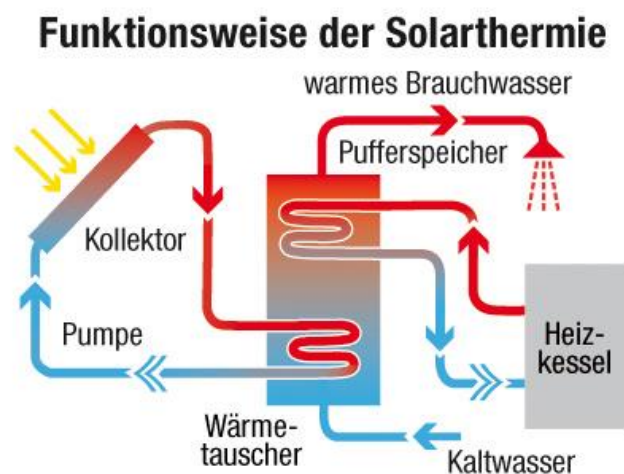 Funktionsweise der Solarthermie
warmes Brauchwasser
Pufferspeicher
Kollektor
Pumpe
Heiz-
kessel
Wärme-
tauscher
Kaltwasser